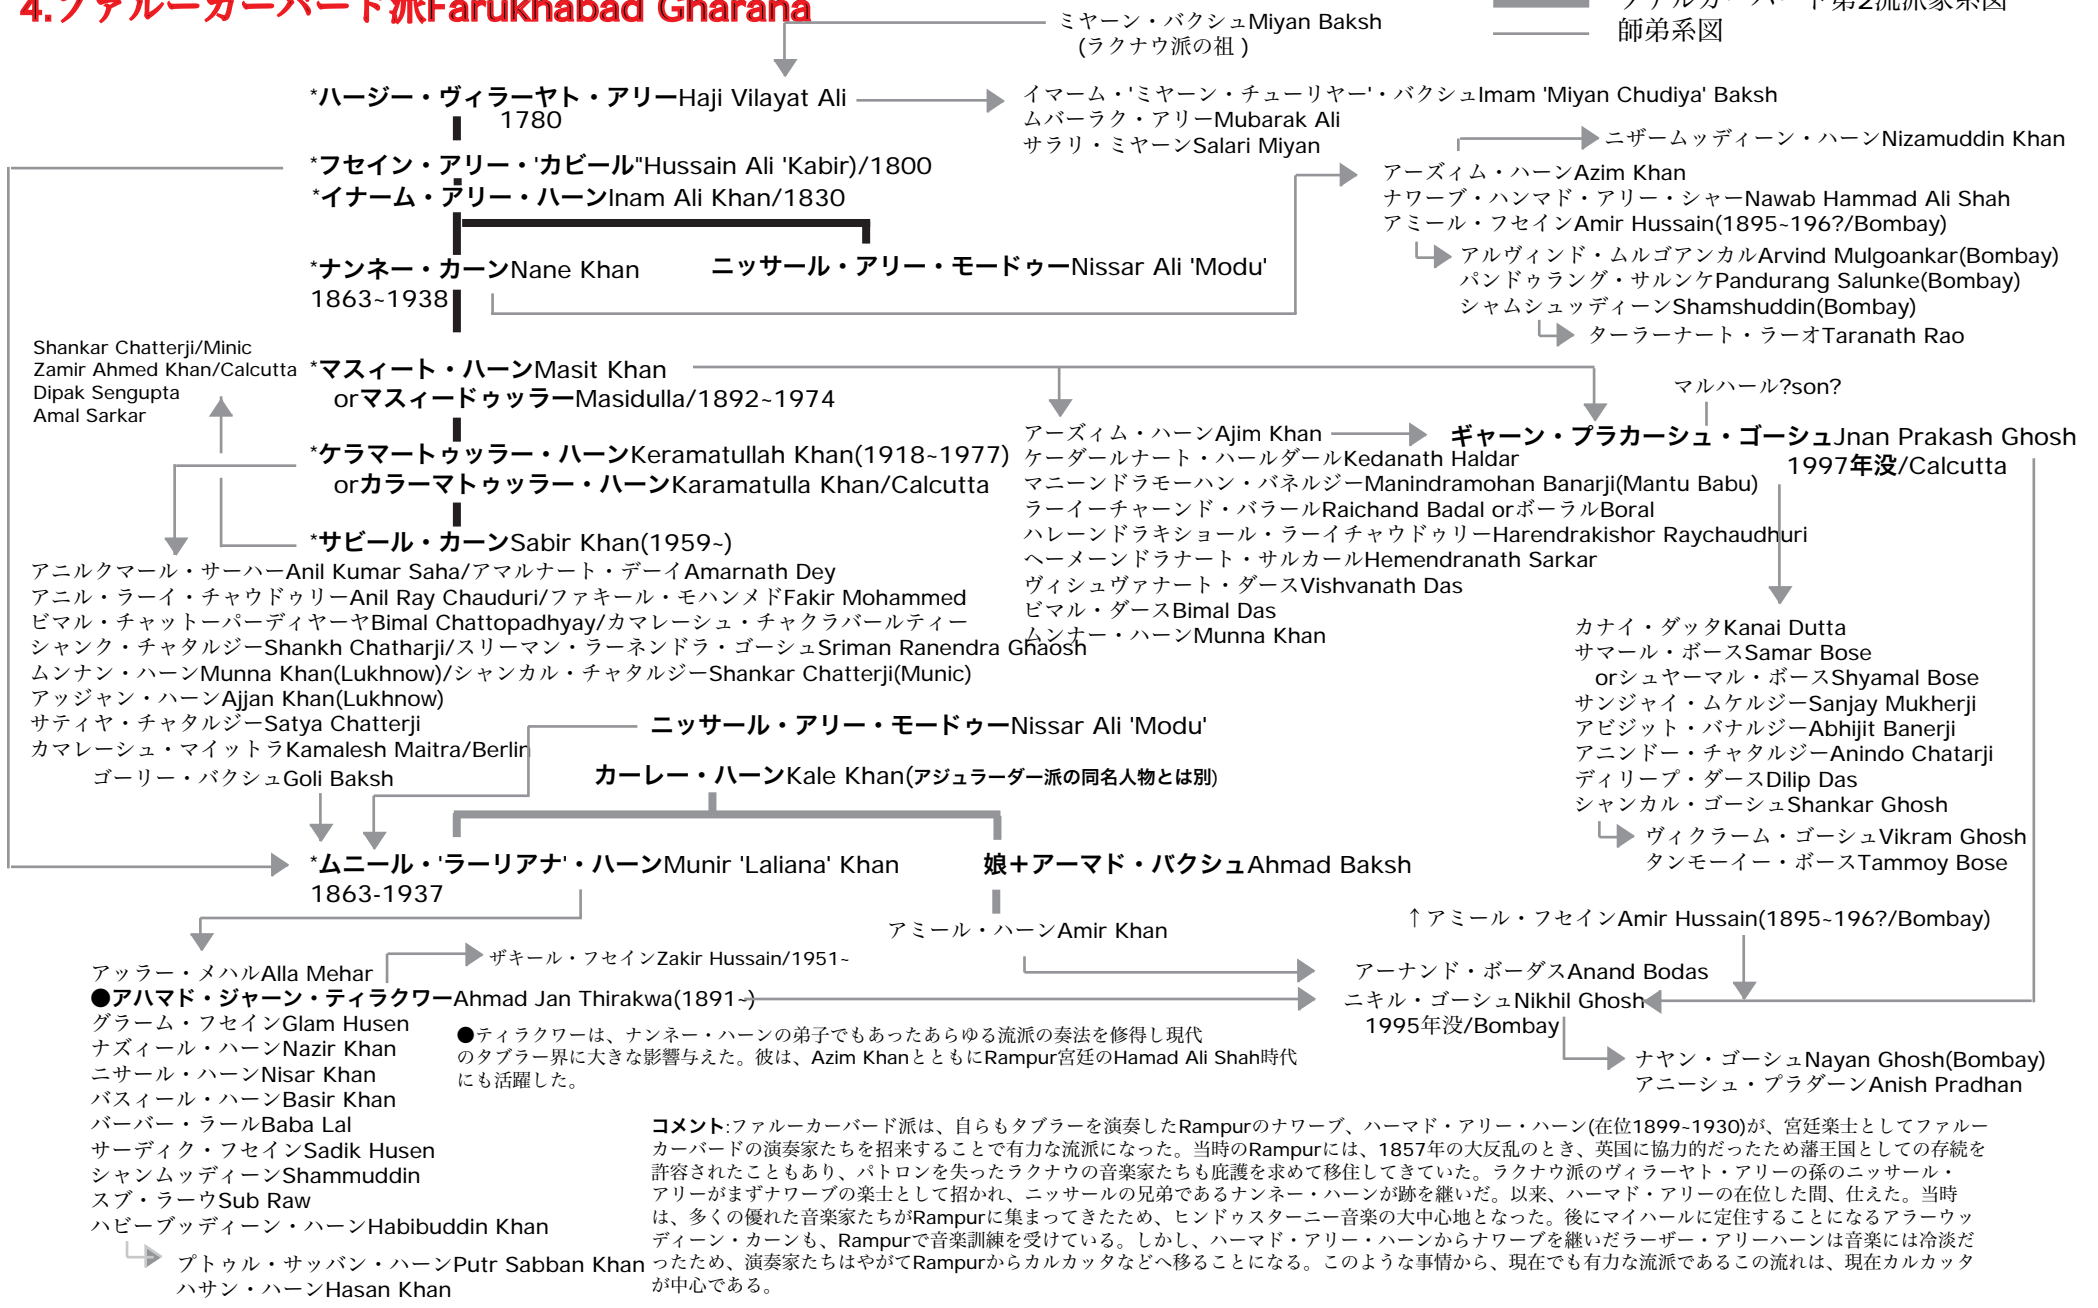 4.ファルーカーバード派Farukhabad Gharana
ミヤーン・バクシュMiyan Baksh
(ラクナウ派の祖 )
ファルカーバード第2流派家系図
師弟系図
*ハージー・ヴィラーヤト・アリーHaji Vilayat Ali
1780
イマーム・'ミヤーン・チューリヤー'・バクシュImam 'Miyan Chudiya' Baksh
ムバーラク・アリーMubarak Ali
サラリ・ミヤーンSalari Miyan
*フセイン・アリー・'カビール"Hussain Ali 'Kabir)/1800
*イナーム・アリー・ハーンInam Ali Khan/1830
ニザームッディーン・ハーンNizamuddin Khan
アーズィム・ハーンAzim Khan
ナワーブ・ハンマド・アリー・シャーNawab Hammad Ali Shah
アミール・フセインAmir Hussain(1895~196?/Bombay)
アルヴィンド・ムルゴアンカルArvind Mulgoankar(Bombay)
パンドゥラング・サルンケPandurang Salunke(Bombay)
シャムシュッディーンShamshuddin(Bombay)
ターラーナート・ラーオTaranath Rao
*ナンネー・カーンNane Khan
1863~1938
ニッサール・アリー・モードゥーNissar Ali 'Modu'
Shankar Chatterji/Minic
Zamir Ahmed Khan/Calcutta
Dipak Sengupta
Amal Sarkar
*マスィート・ハーンMasit Khan
orマスィードゥッラーMasidulla/1892~1974
マルハール?son?
*ケラマートゥッラー・ハーンKeramatullah Khan(1918~1977)
orカラーマトゥッラー・ハーンKaramatulla Khan/Calcutta
*サビール・カーンSabir Khan(1959~)
アーズィム・ハーンAjim Khan
ケーダールナート・ハールダールKedanath Haldar
マニーンドラモーハン・バネルジーManindramohan Banarji(Mantu Babu)
ラーイーチャーンド・バラールRaichand Badal orボーラルBoral
ハレーンドラキショール・ラーイチャウドゥリーHarendrakishor Raychaudhuri
ヘーメーンドラナート・サルカールHemendranath Sarkar
ヴィシュヴァナート・ダースVishvanath Das
ビマル・ダースBimal Das
ムンナー・ハーンMunna Khan
ギャーン・プラカーシュ・ゴーシュJnan Prakash Ghosh
1997年没/Calcutta
カナイ・ダッタKanai Dutta
サマール・ボースSamar Bose
orシュヤーマル・ボースShyamal Bose
サンジャイ・ムケルジーSanjay Mukherji
アビジット・バナルジーAbhijit Banerji
アニンドー・チャタルジーAnindo Chatarji
ディリープ・ダースDilip Das
シャンカル・ゴーシュShankar Ghosh
ヴィクラーム・ゴーシュVikram Ghosh
タンモーイー・ボースTammoy Bose
アニルクマール・サーハーAnil Kumar Saha/アマルナート・デーイAmarnath Dey
アニル・ラーイ・チャウドゥリーAnil Ray Chauduri/ファキール・モハンメドFakir Mohammed
ビマル・チャットーパーディヤーヤBimal Chattopadhyay/カマレーシュ・チャクラバールティー
シャンク・チャタルジーShankh Chatharji/スリーマン・ラーネンドラ・ゴーシュSriman Ranendra Ghaosh
ムンナン・ハーンMunna Khan(Lukhnow)/シャンカル・チャタルジーShankar Chatterji(Munic)
アッジャン・ハーンAjjan Khan(Lukhnow)
サティヤ・チャタルジーSatya Chatterji
カマレーシュ・マイットラKamalesh Maitra/Berlin
ゴーリー・バクシュGoli Baksh
ニッサール・アリー・モードゥーNissar Ali 'Modu'
カーレー・ハーンKale Khan(アジュラーダー派の同名人物とは別)
*ムニール・'ラーリアナ'・ハーンMunir 'Laliana' Khan
1863-1937
娘＋アーマド・バクシュAhmad Baksh
アミール・ハーンAmir Khan
↑アミール・フセインAmir Hussain(1895~196?/Bombay)
ザキール・フセインZakir Hussain/1951~
アーナンド・ボーダスAnand Bodas
ニキル・ゴーシュNikhil Ghosh
1995年没/Bombay
ナヤン・ゴーシュNayan Ghosh(Bombay)
アニーシュ・プラダーンAnish Pradhan
アッラー・メハルAlla Mehar
●アハマド・ジャーン・ティラクワーAhmad Jan Thirakwa(1891~)
グラーム・フセインGlam Husen
ナズィール・ハーンNazir Khan
ニサール・ハーンNisar Khan
バスィール・ハーンBasir Khan
バーバー・ラールBaba Lal
サーディク・フセインSadik Husen
シャンムッディーンShammuddin
スブ・ラーウSub Raw
ハビーブッディーン・ハーンHabibuddin Khan
プトゥル・サッバン・ハーンPutr Sabban Khan
ハサン・ハーンHasan Khan
●ティラクワーは、ナンネー・ハーンの弟子でもあったあらゆる流派の奏法を修得し現代
のタブラー界に大きな影響与えた。彼は、Azim KhanとともにRampur宮廷のHamad Ali Shah時代
にも活躍した。
コメント:ファルーカーバード派は、自らもタブラーを演奏したRampurのナワーブ、ハーマド・アリー・ハーン(在位1899~1930)が、宮廷楽士としてファルー
カーバードの演奏家たちを招来することで有力な流派になった。当時のRampurには、1857年の大反乱のとき、英国に協力的だったため藩王国としての存続を
許容されたこともあり、パトロンを失ったラクナウの音楽家たちも庇護を求めて移住してきていた。ラクナウ派のヴィラーヤト・アリーの孫のニッサール・
アリーがまずナワーブの楽士として招かれ、ニッサールの兄弟であるナンネー・ハーンが跡を継いだ。以来、ハーマド・アリーの在位した間、仕えた。当時
は、多くの優れた音楽家たちがRampurに集まってきたため、ヒンドゥスターニー音楽の大中心地となった。後にマイハールに定住することになるアラーウッ
ディーン・カーンも、Rampurで音楽訓練を受けている。しかし、ハーマド・アリー・ハーンからナワーブを継いだラーザー・アリーハーンは音楽には冷淡だ
ったため、演奏家たちはやがてRampurからカルカッタなどへ移ることになる。このような事情から、現在でも有力な流派であるこの流れは、現在カルカッタ
が中心である。